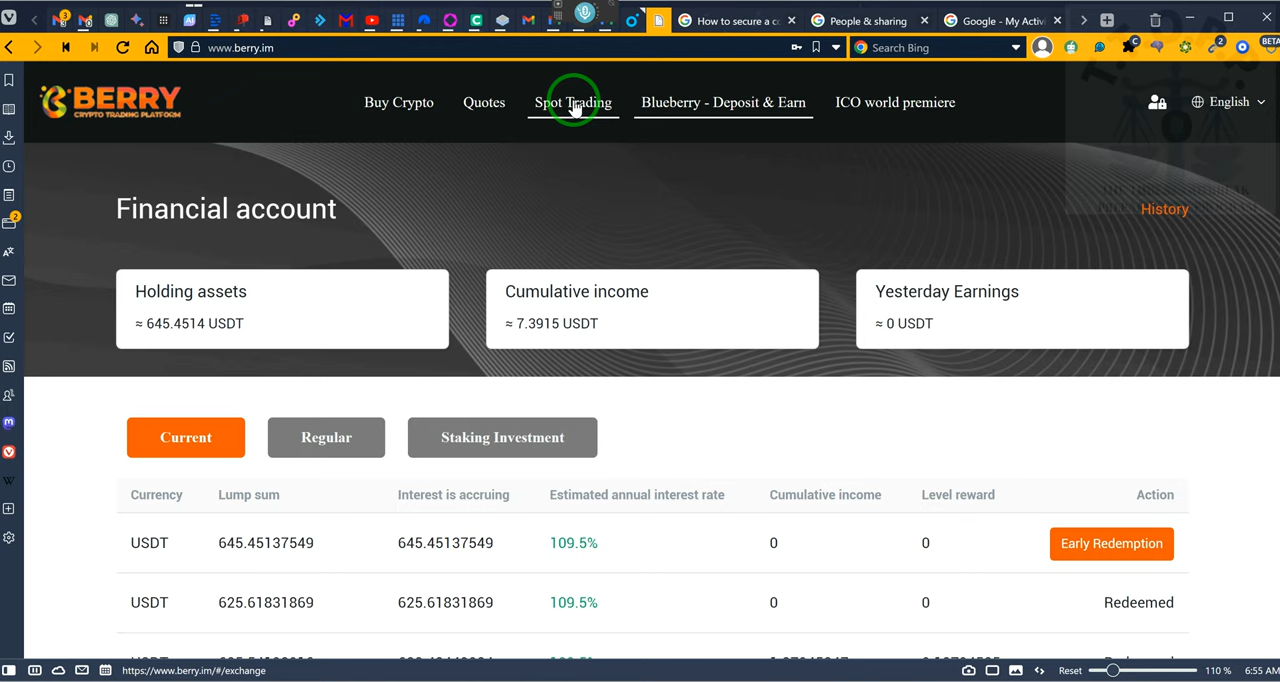 How to secure a co
People & sharing
Google - My Activi
www.berry.im
Search Bing
C
2
BETA
BERRY
CRYPTO TRADING PLATFORM
Buy Crypto
Quotes
Spot Trading
Blueberry - Deposit & Earn
ICO world premiere
English
Financial account
History
Holding assets
≈ 645.4514 USDT
Cumulative income
≈ 7.3915 USDT
Yesterday Earnings
≈ 0 USDT
Current
Regular
Staking Investment
Currency Lump sum Interest is accruing Estimated annual interest rate Cumulative income Level reward Action
USDT 645.45137549 645.45137549 109.5% 0 0 Early Redemption
USDT 625.61831869 625.61831869 109.5% 0 0 Redeemed
https://www.berry.im/#/exchange
Reset
110 %
6:55 AM